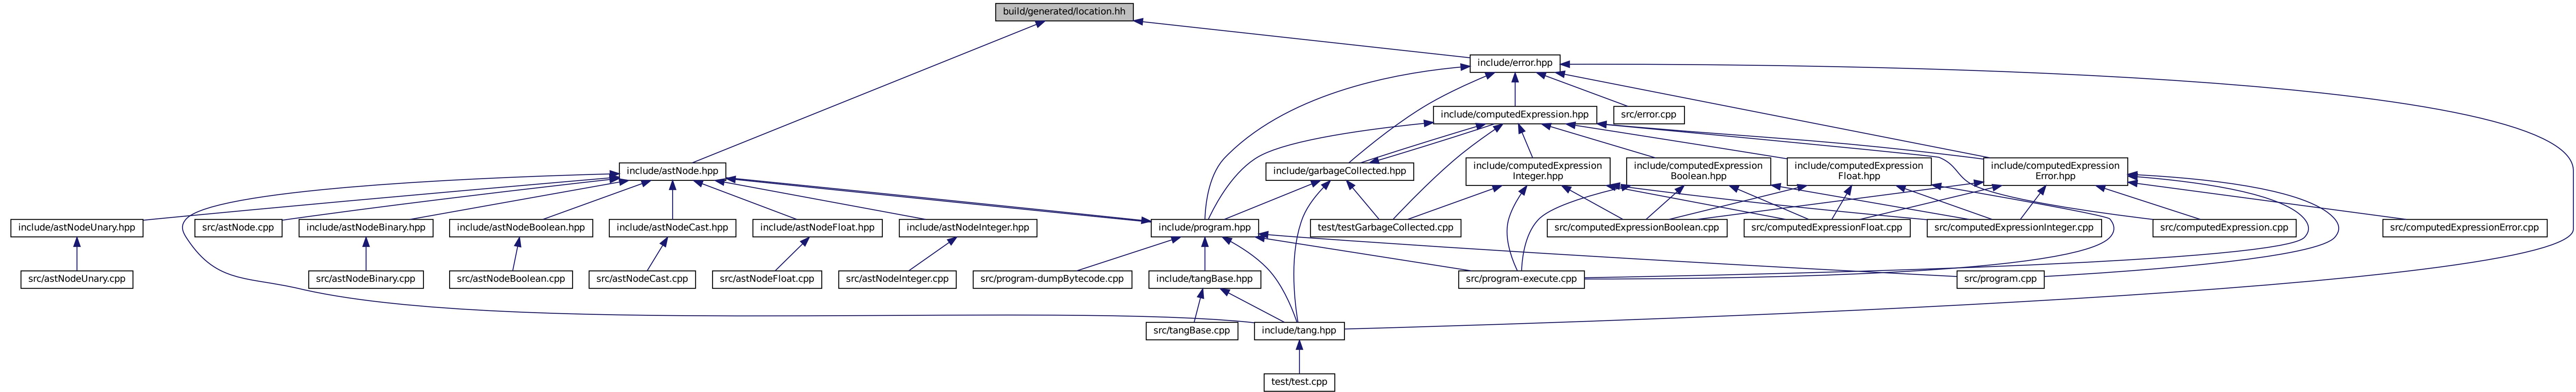 build/generated/location.hh
include/error.hpp
include/computedExpression.hpp
src/error.cpp
include/astNode.hpp
include/garbageCollected.hpp
include/computedExpression
Integer.hpp
include/computedExpression
Boolean.hpp
include/computedExpression
Float.hpp
include/computedExpression
Error.hpp
include/astNodeUnary.hpp
src/astNode.cpp
include/astNodeBinary.hpp
include/astNodeBoolean.hpp
include/astNodeCast.hpp
include/astNodeFloat.hpp
include/astNodeInteger.hpp
include/program.hpp
test/testGarbageCollected.cpp
src/computedExpressionBoolean.cpp
src/computedExpressionFloat.cpp
src/computedExpressionInteger.cpp
src/computedExpression.cpp
src/computedExpressionError.cpp
src/astNodeUnary.cpp
src/astNodeBinary.cpp
src/astNodeBoolean.cpp
src/astNodeCast.cpp
src/astNodeFloat.cpp
src/astNodeInteger.cpp
src/program-dumpBytecode.cpp
include/tangBase.hpp
src/program-execute.cpp
src/program.cpp
src/tangBase.cpp
include/tang.hpp
test/test.cpp